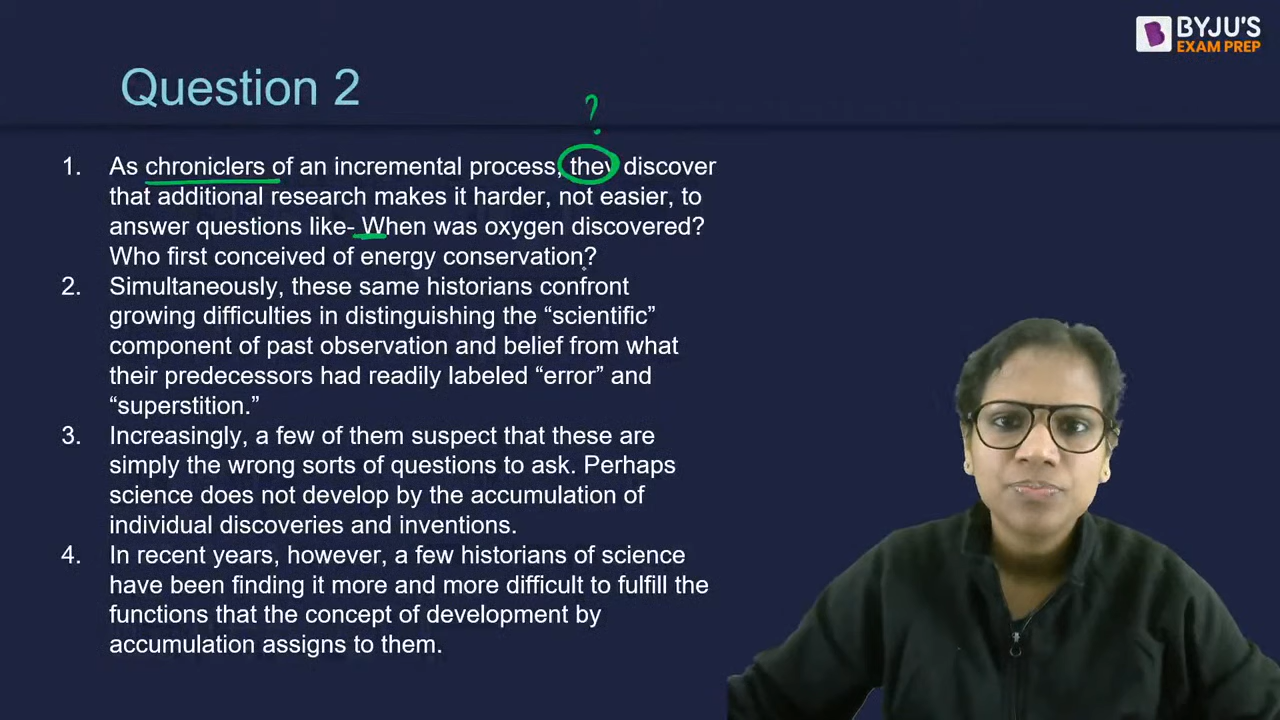 BYJU'S
EXAM PREP
Question 2
?
1. As chroniclers of an incremental process, they discover
that additional research makes it harder, not easier, to
answer questions like- When was oxygen discovered?
Who first conceived of energy conservation?
2. Simultaneously, these same historians confront
growing difficulties in distinguishing the “scientific”
component of past observation and belief from what
their predecessors had readily labeled “error” and
“superstition.”
3. Increasingly, a few of them suspect that these are
simply the wrong sorts of questions to ask. Perhaps
science does not develop by the accumulation of
individual discoveries and inventions.
4. In recent years, however, a few historians of science
have been finding it more and more difficult to fulfill the
functions that the concept of development by
accumulation assigns to them.